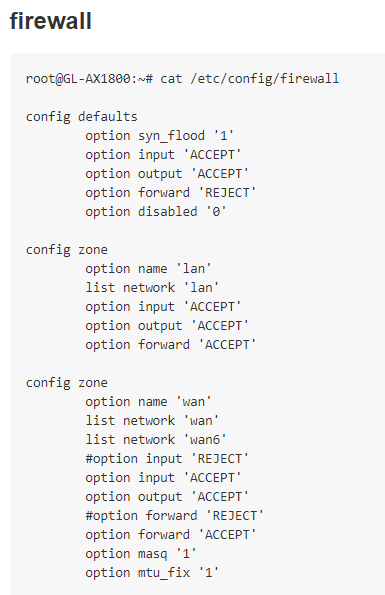 firewall
root@GL-AX1800:~# cat /etc/config/firewall
config defaults
option syn_flood '1'
option input 'ACCEPT'
option output 'ACCEPT'
option forward 'REJECT'
option disabled '0'
config zone
option name 'lan'
list network 'lan'
option input 'ACCEPT'
option output 'ACCEPT'
option forward 'ACCEPT'
config zone
option name 'wan'
list network 'wan'
list network 'wan6'
#option input 'REJECT'
option input 'ACCEPT'
option output 'ACCEPT'
#option forward 'REJECT'
option forward 'ACCEPT'
option masq '1'
option mtu_fix '1'